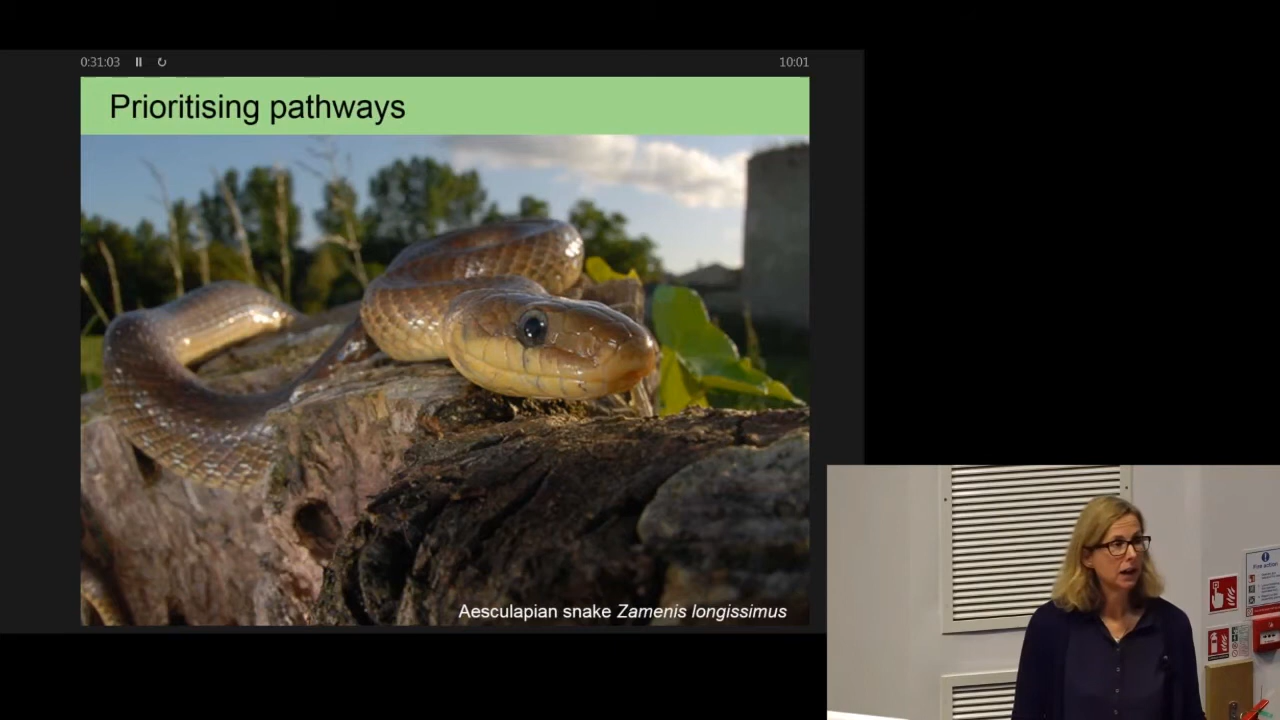 0:31:03
10:01
Prioritising pathways
Aesculapian snake Zamenis longissimus
Fire action